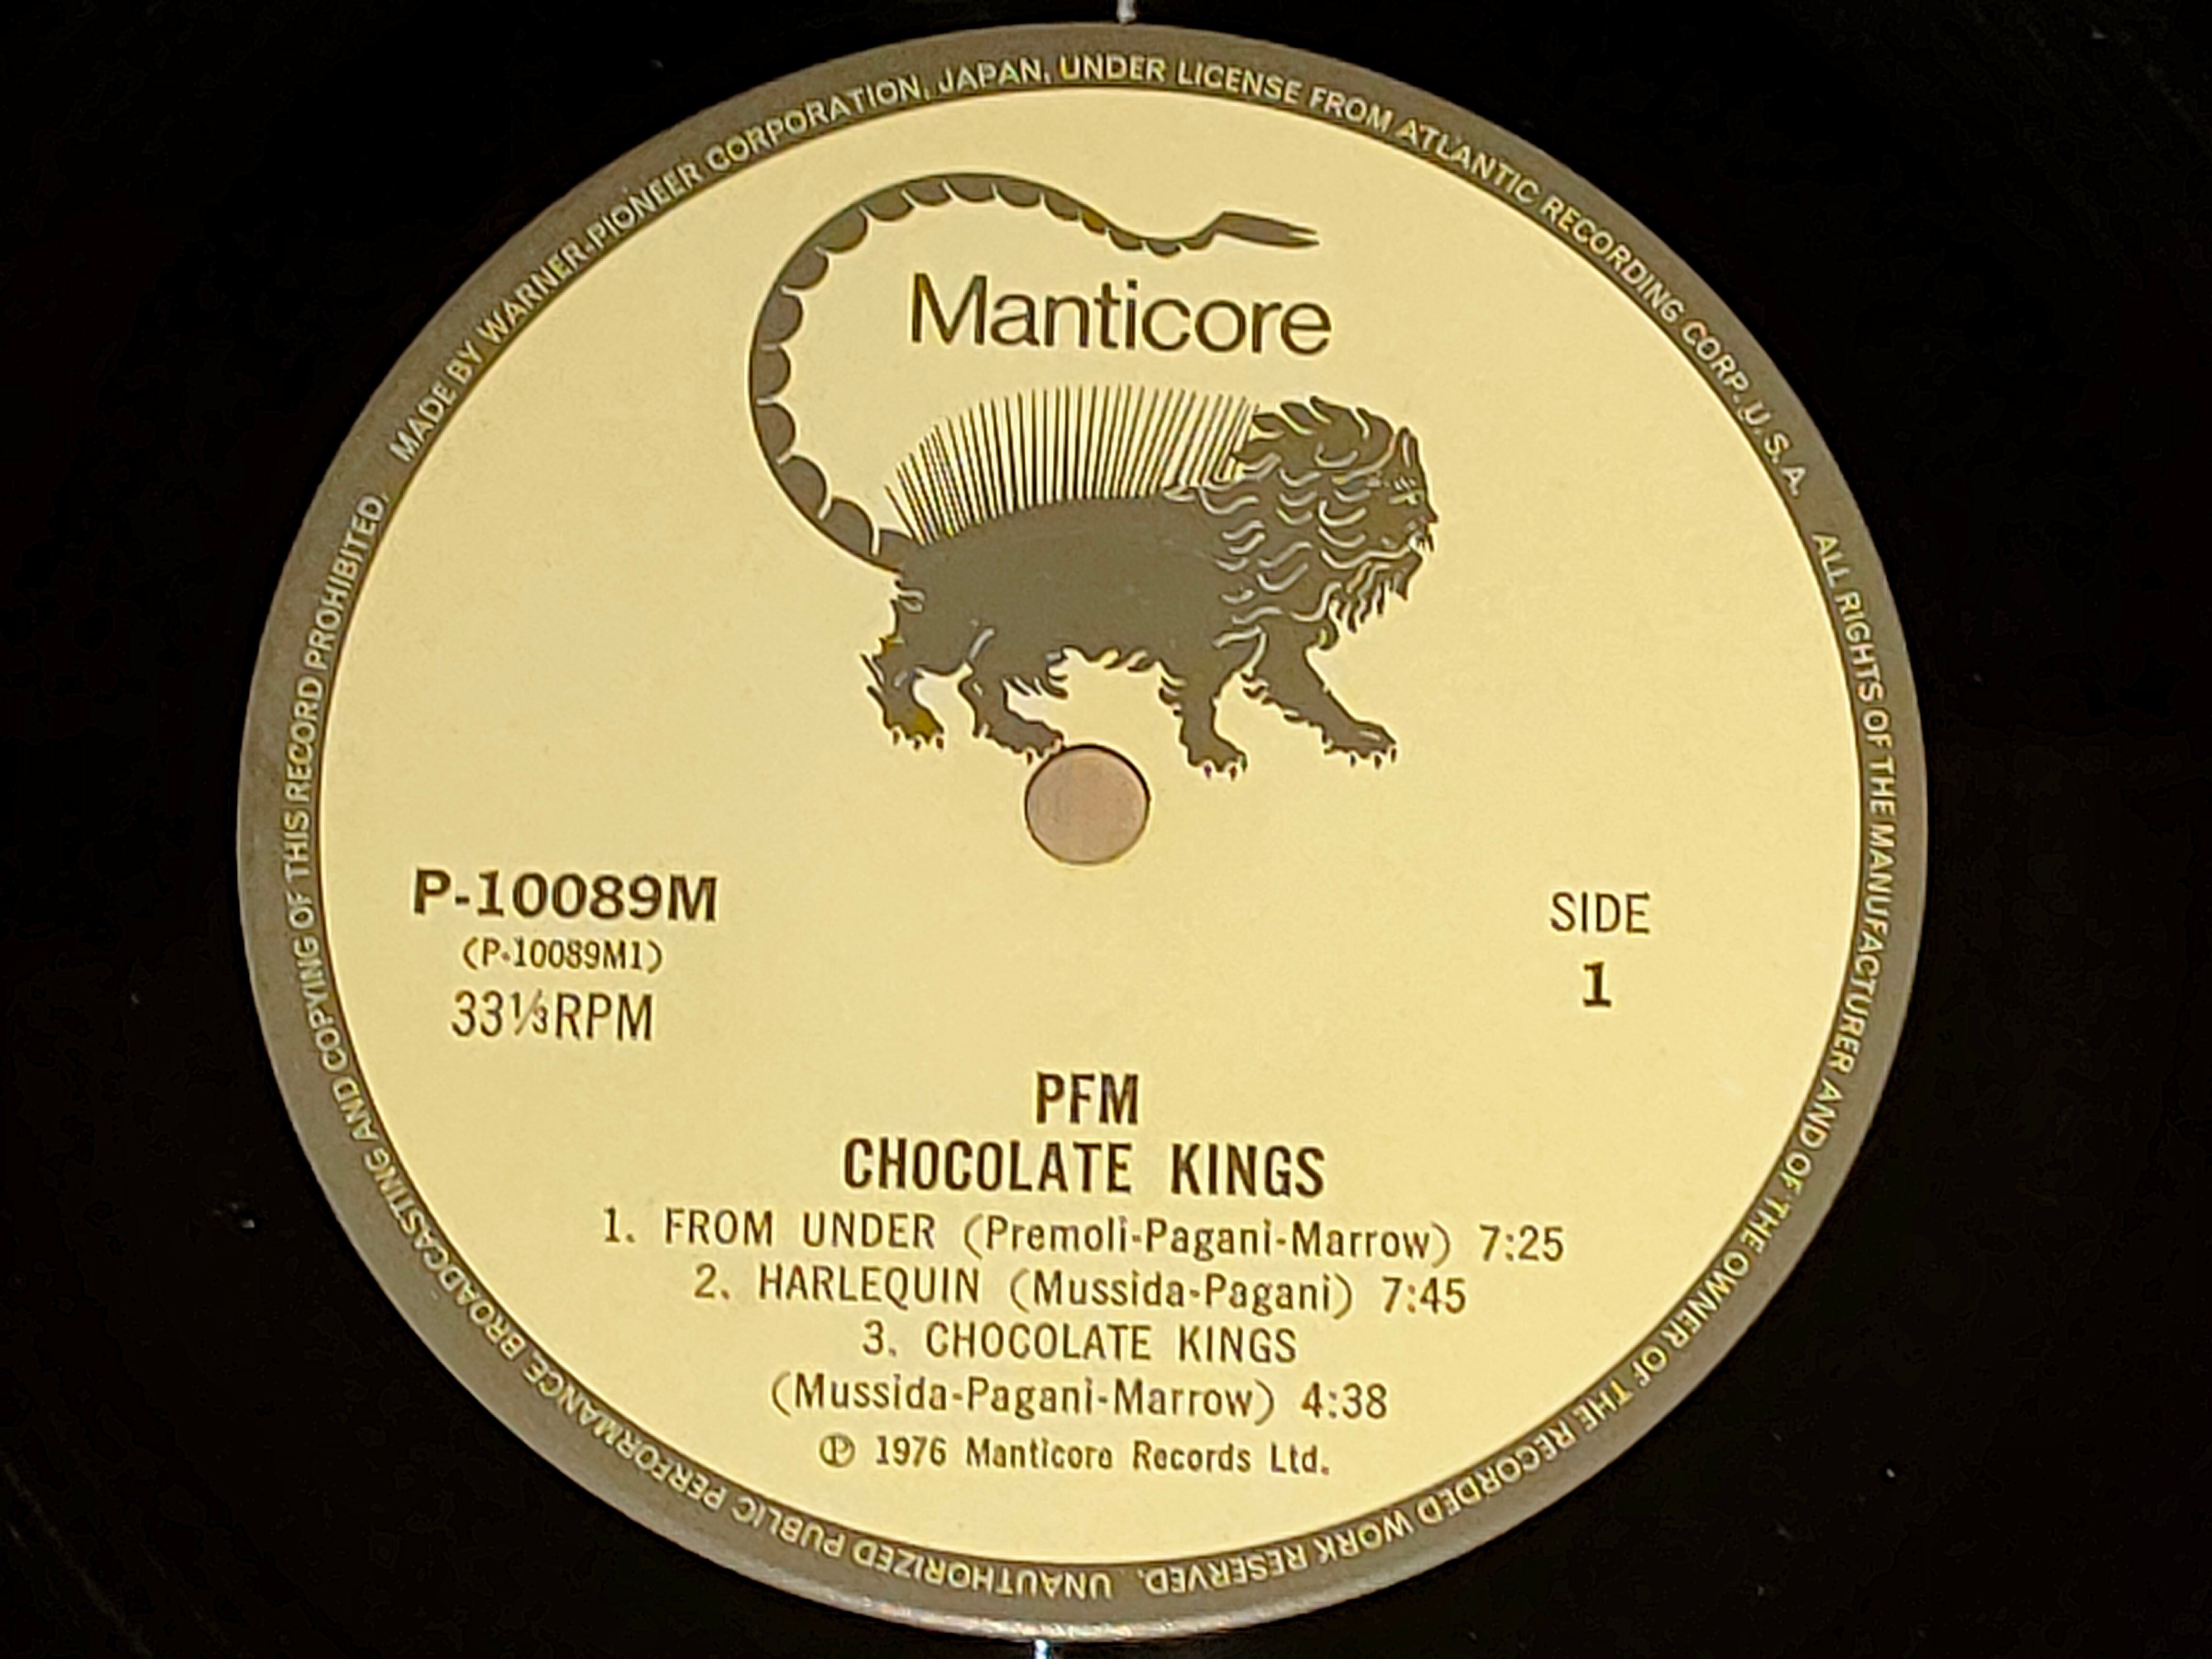 MADE BY WARNER-PIONEER CORPORATION, JAPAN, UNDER LICENSE FROM ATLANTIC RECORDING CORP. U.S.A.
ALL RIGHTS OF THE MANUFACTURER AND OF THE OWNER OF THE RECORDED WORK RESERVED.
UNAUTHORIZED PUBLIC PERFORMANCE BROADCASTING AND COPYING OF THIS RECORD PROHIBITED.
Manticore
P-10089M
(P-10089M1)
33⅓RPM
SIDE
1
PFM
CHOCOLATE KINGS
1. FROM UNDER (Premoli-Pagani-Marrow) 7:25
2. HARLEQUIN (Mussida-Pagani) 7:45
3. CHOCOLATE KINGS
(Mussida-Pagani-Marrow) 4:38
℗ 1976 Manticore Records Ltd.